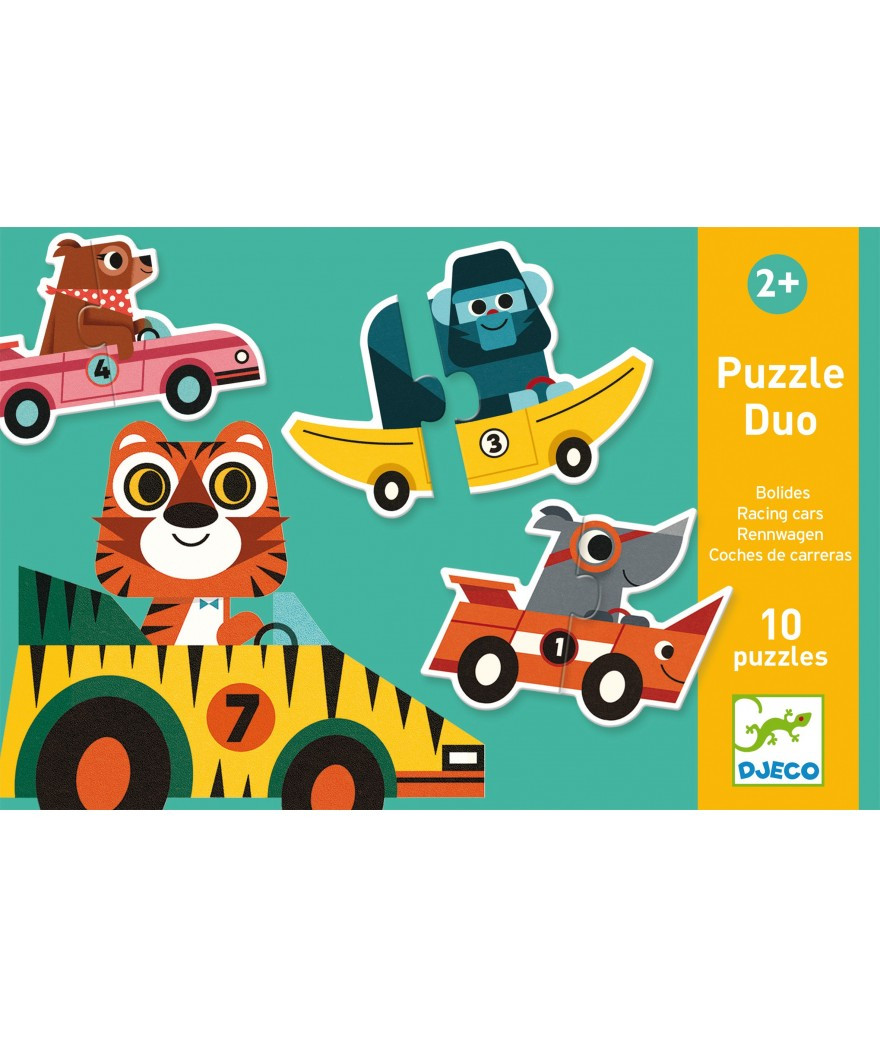 4
3
7
1
2+
Puzzle
Duo
Bolides
Racing cars
Rennwagen
Coches de carreras
10
puzzles
DJECO